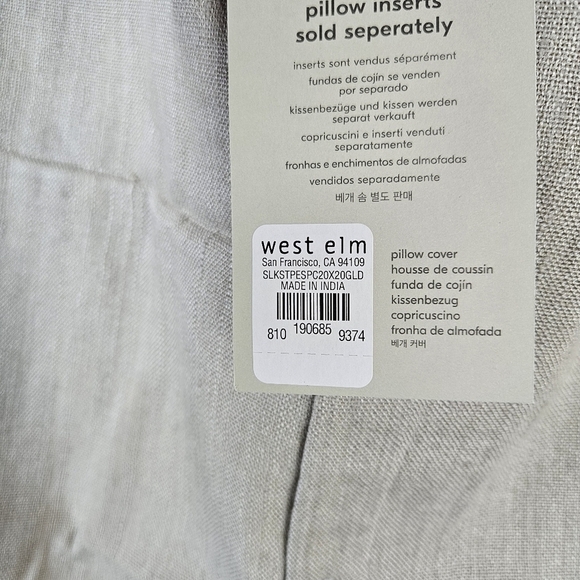 pillow inserts
sold seperately
inserts sont vendus séparément
fundas de cojín se venden
por separado
kissenbezüge und kissen werden
separat verkauft
copricuscini e inserti venduti
separatamente
fronhas e enchimentos de almofadas
vendidos separadamente
베개 솜 별도 판매
west elm
San Francisco, CA 94109
SLKSTPESPC20X20GLD
MADE IN INDIA
810 190685 9374
pillow cover
housse de coussin
funda de cojín
kissenbezug
copricuscino
fronha de almofada
베개 커버